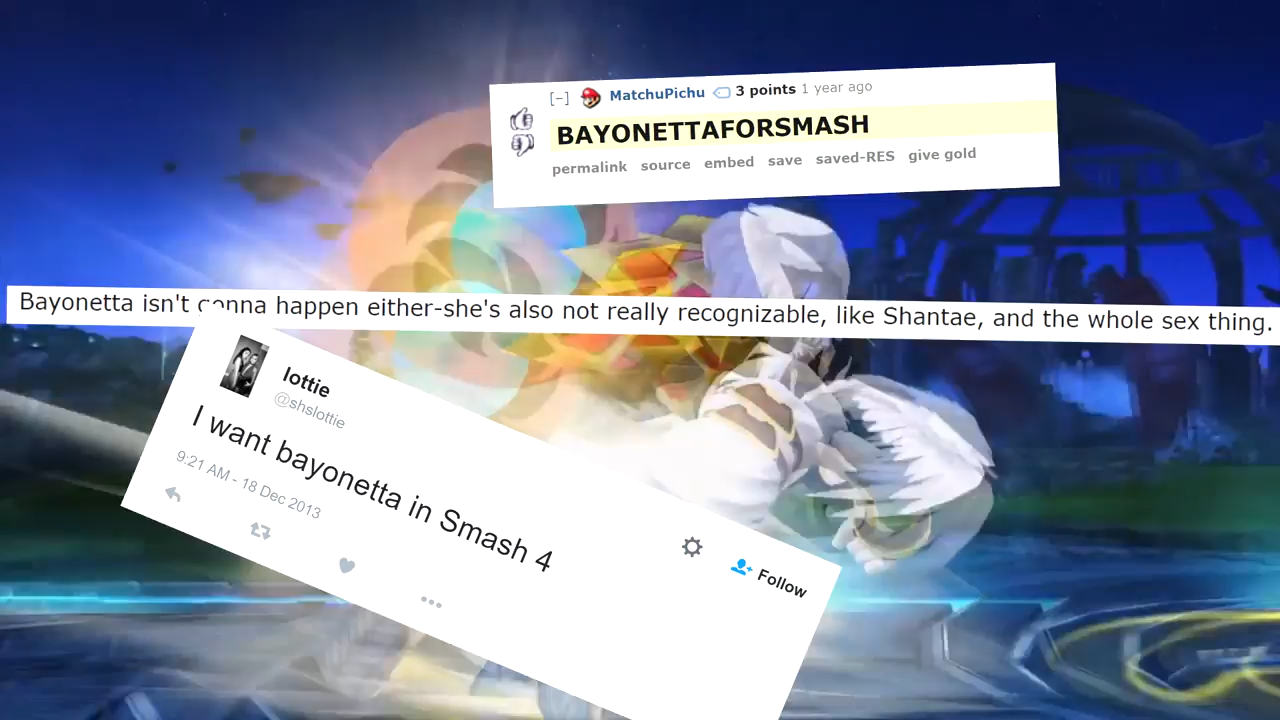 [-] MatchuPichu 3 points 1 year ago
BAYONETTAFORSMASH
permalink source embed save saved-RES give gold
Bayonetta isn't gonna happen either-she's also not really recognizable, like Shantae, and the whole sex thing.
lottie
@shslottie
Follow
I want bayonetta in Smash 4
9:21 AM - 18 Dec 2013